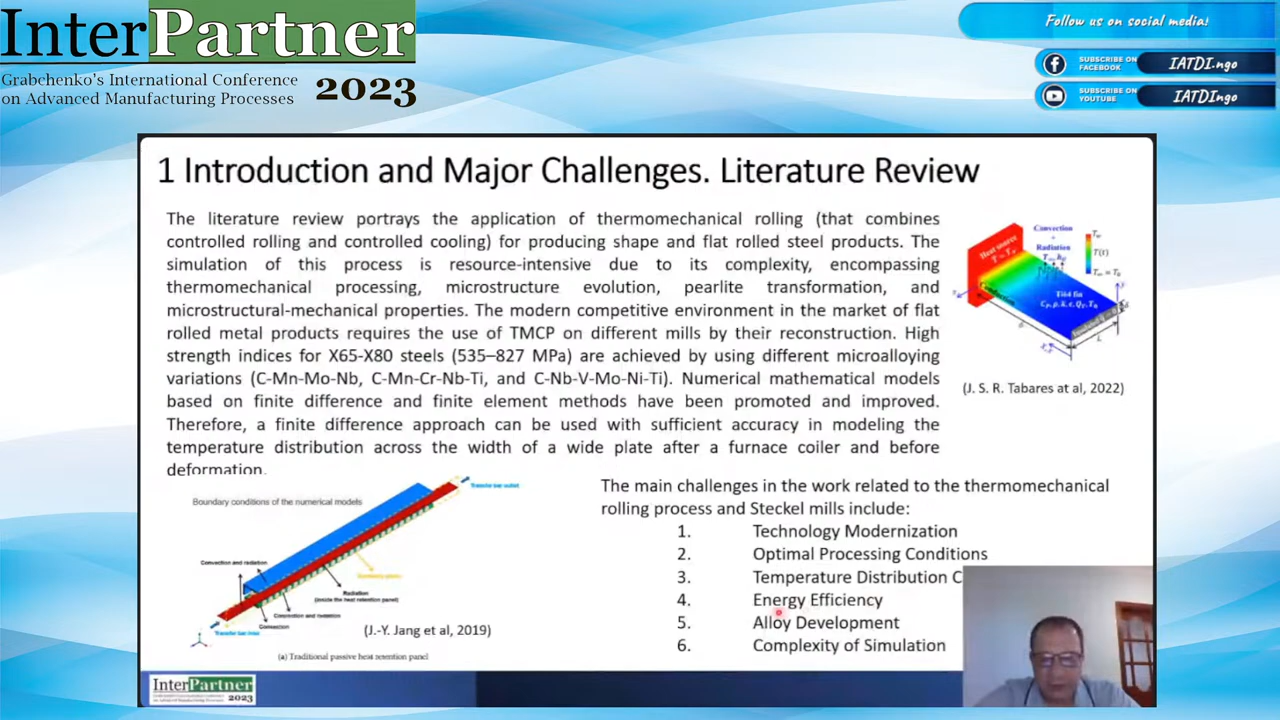 InterPartner
Grabchenko's International Conference
on Advanced Manufacturing Processes
2023
Follow us on social media!
SUBSCRIBE ON
FACEBOOK
IATDI.ngo
SUBSCRIBE ON
YOUTUBE
IATDIngo
1 Introduction and Major Challenges. Literature Review
The literature review portrays the application of thermomechanical rolling (that combines
controlled rolling and controlled cooling) for producing shape and flat rolled steel products. The
simulation of this process is resource-intensive due to its complexity, encompassing
thermomechanical processing, microstructure evolution, pearlite transformation, and
microstructural-mechanical properties. The modern competitive environment in the market of flat
rolled metal products requires the use of TMCP on different mills by their reconstruction. High
strength indices for X65-X80 steels (535–827 MPa) are achieved by using different microalloying
variations (C-Mn-Mo-Nb, C-Mn-Cr-Nb-Ti, and C-Nb-V-Mo-Ni-Ti). Numerical mathematical models
based on finite difference and finite element methods have been promoted and improved.
Therefore, a finite difference approach can be used with sufficient accuracy in modeling the
temperature distribution across the width of a wide plate after a furnace coiler and before
deformation.
Convection
+
Radiation
Heat source
T(t)
Ti64 fin
(J. S. R. Tabares at al, 2022)
Boundary conditions of the numerical models
Transfer bar outlet
Convection and radiation
Radiation
(inside the heat retention panel)
Convection and radiation
Convection
Transfer bar inlet
(J.-Y. Jang et al, 2019)
(a) Traditional passive heat retention panel
The main challenges in the work related to the thermomechanical
rolling process and Steckel mills include:
1. Technology Modernization
2. Optimal Processing Conditions
3. Temperature Distribution C
4. Energy Efficiency
5. Alloy Development
6. Complexity of Simulation
InterPartner
2023